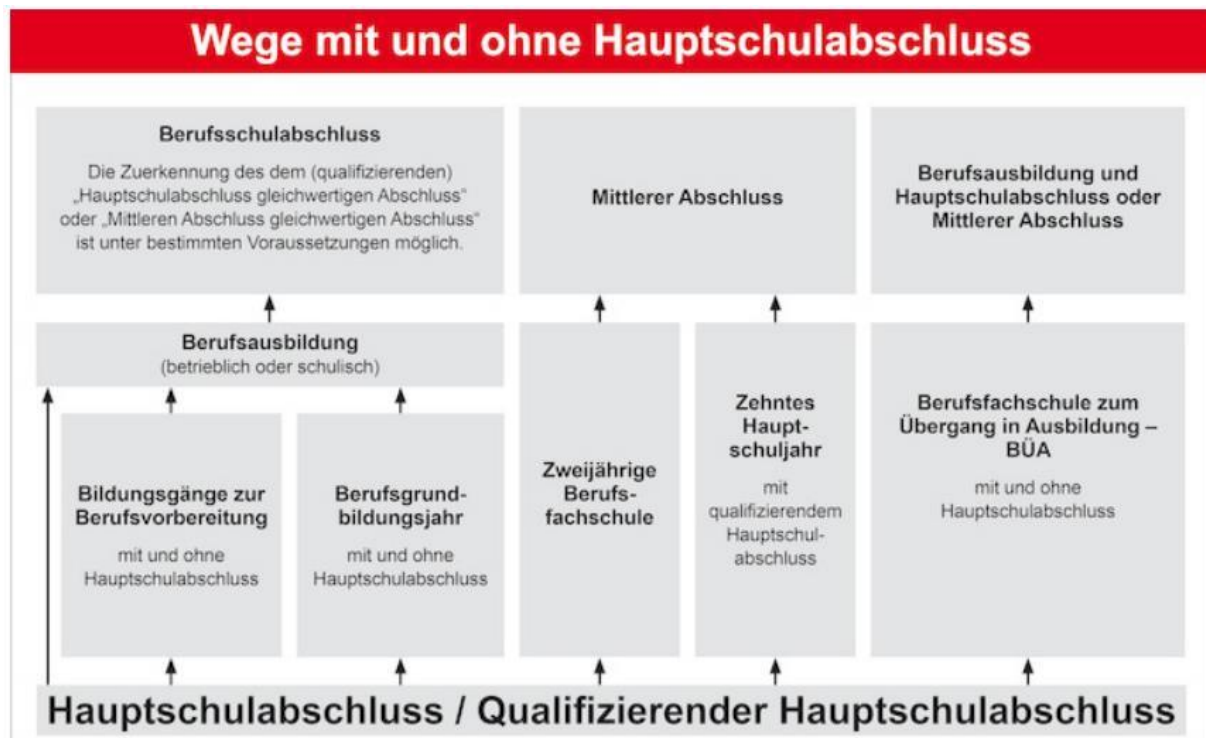 Wege mit und ohne Hauptschulabschluss
Berufsschulabschluss
Die Zuerkennung des dem (qualifizierenden)
„Hauptschulabschluss gleichwertigen Abschluss“
oder „Mittleren Abschluss gleichwertigen Abschluss“
ist unter bestimmten Voraussetzungen möglich.
Mittlerer Abschluss
Berufsausbildung und
Hauptschulabschluss oder
Mittlerer Abschluss
Berufsausbildung
(betrieblich oder schulisch)
Bildungsgänge zur
Berufsvorbereitung
mit und ohne
Hauptschulabschluss
Berufsgrund-
bildungsjahr
mit und ohne
Hauptschulabschluss
Zweijährige
Berufs-
fachschule
Zehntes
Haupt-
schuljahr
mit
qualifizierendem
Hauptschul-
abschluss
Berufsfachschule zum
Übergang in Ausbildung –
BÜA
mit und ohne
Hauptschulabschluss
Hauptschulabschluss / Qualifizierender Hauptschulabschluss